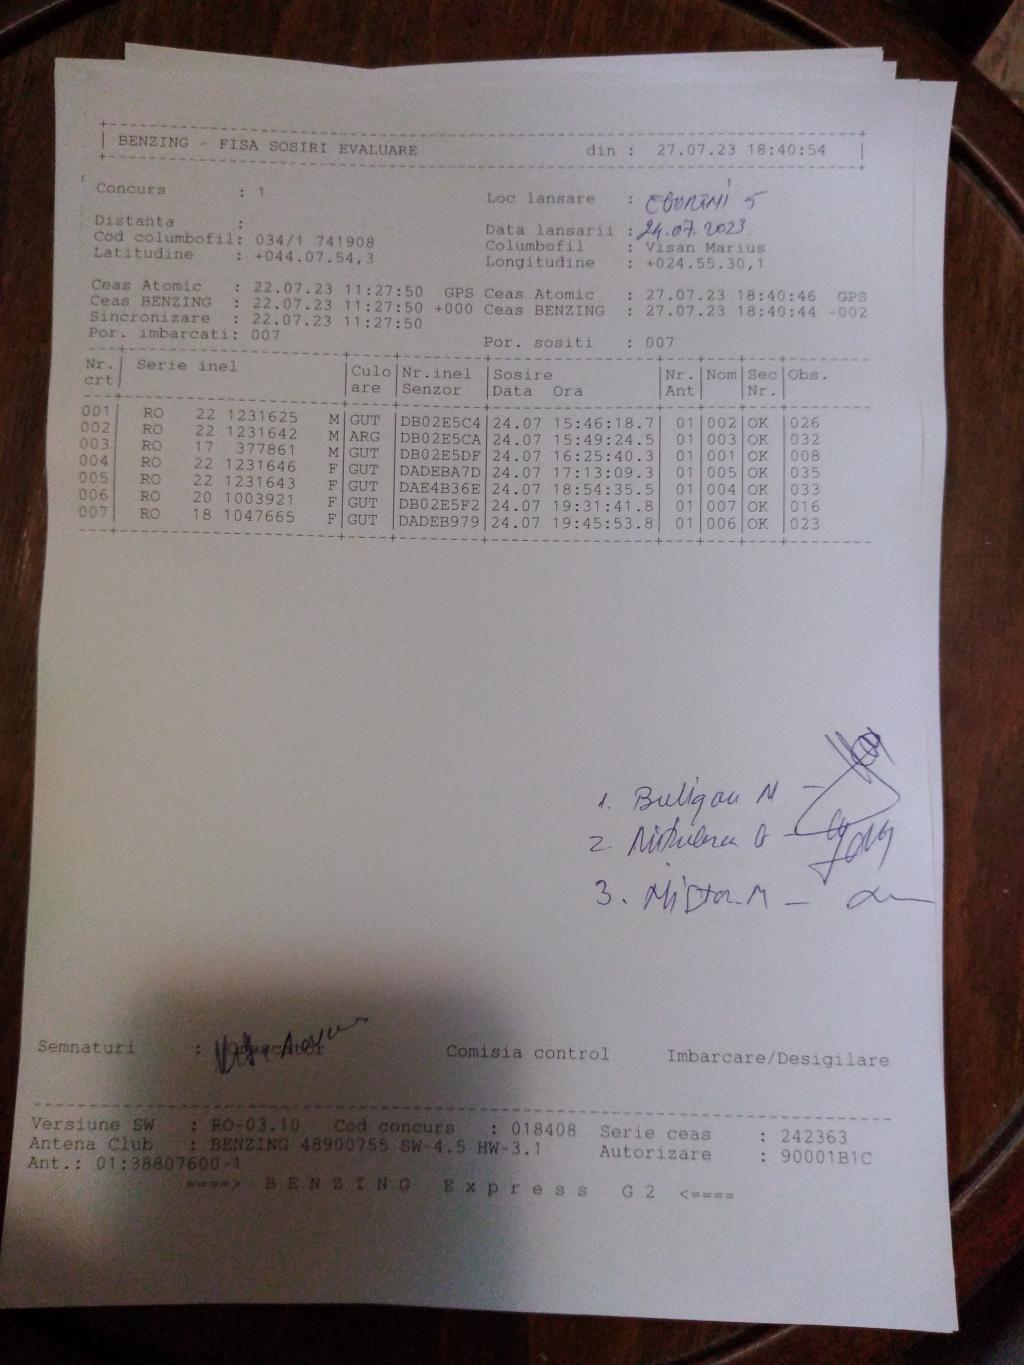 BENZING - FISA SOSIRI EVALUARE din : 27.07.23 18:40:54
Concurs : 1 Loc lansare : 5
Distanta : Data lansarii : 24.07.2023
Cod columbofil: 034/1 741908 Columbofil : Visan Marius
Latitudine : +044.07.54,3 Longitudine : +024.55.30,1
Ceas Atomic : 22.07.23 11:27:50 GPS Ceas Atomic : 27.07.23 18:40:46 GPS
Ceas BENZING : 22.07.23 11:27:50 +000 Ceas BENZING : 27.07.23 18:40:44 -002
Sincronizare : 22.07.23 11:27:50
Por. imbarcati: 007 Por. sositi : 007
Nr. Serie inel Culo Nr.inel Sosire Nr. Nom Sec Obs.
crt are Senzor Data Ora Ant Nr.
001 RO 22 1231625 M GUT DB02E5C4 24.07 15:46:18.7 01 002 OK 026
002 RO 22 1231642 M ARG DB02E5CA 24.07 15:49:24.5 01 003 OK 032
003 RO 17 377861 M GUT DB02E5DF 24.07 16:25:40.3 01 001 OK 008
004 RO 22 1231646 F GUT DADEBA7D 24.07 17:13:09.3 01 005 OK 035
005 RO 22 1231643 F GUT DAE4B36E 24.07 18:54:35.5 01 004 OK 033
006 RO 20 1003921 F GUT DB02E5F2 24.07 19:31:41.8 01 007 OK 016
007 RO 18 1047665 F GUT DADEB979 24.07 19:45:53.8 01 006 OK 023
1. Buligau M -
2.
3. M -
Semnaturi : Comisia control Imbarcare/Desigilare
Versiune SW : RO-03.10 Cod concurs : 018408 Serie ceas : 242363
Antena Club : BENZING 48900755 SW-4.5 HW-3.1 Autorizare : 90001B1C
Ant.: 01:38807600-1
====> BENZING Express G2 <====